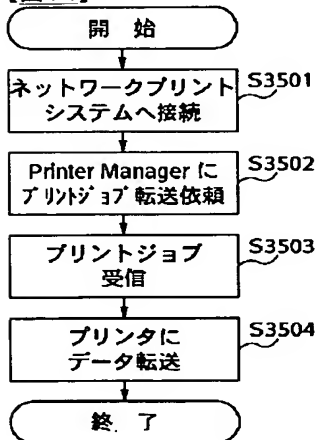 開 始
ネットワークプリント
システムへ接続
S3501
Printer Manager に
プリントジョブ転送依頼
S3502
プリントジョブ
受信
S3503
プリンタに
データ転送
S3504
終 了